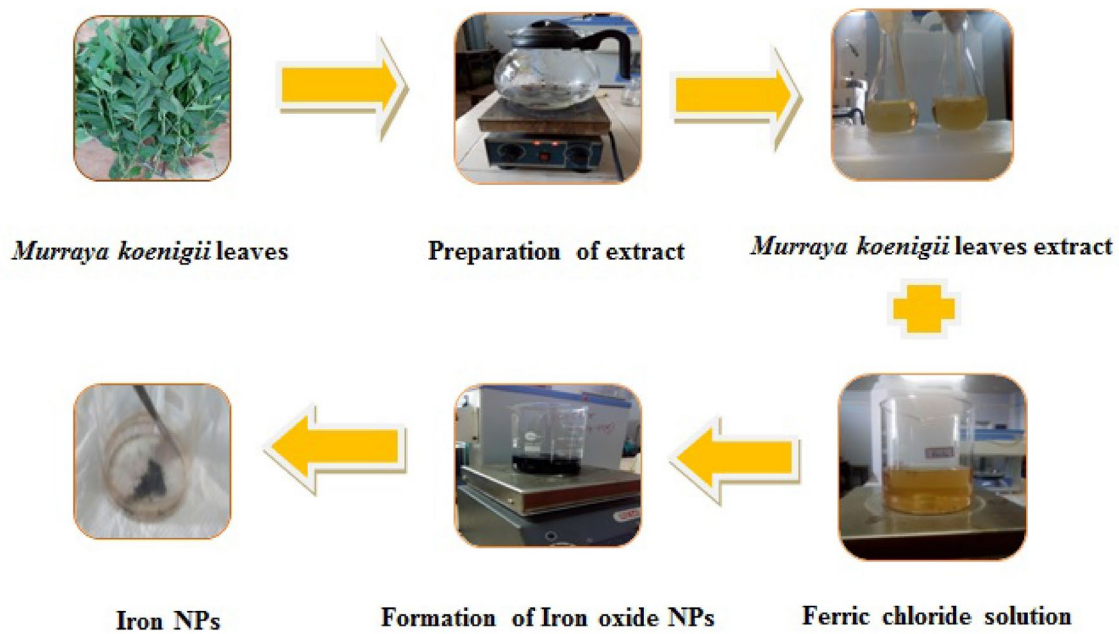 Murraya koenigii leaves
Preparation of extract
Murraya koenigii leaves extract
Iron NPs
Formation of Iron oxide NPs
Ferric chloride solution